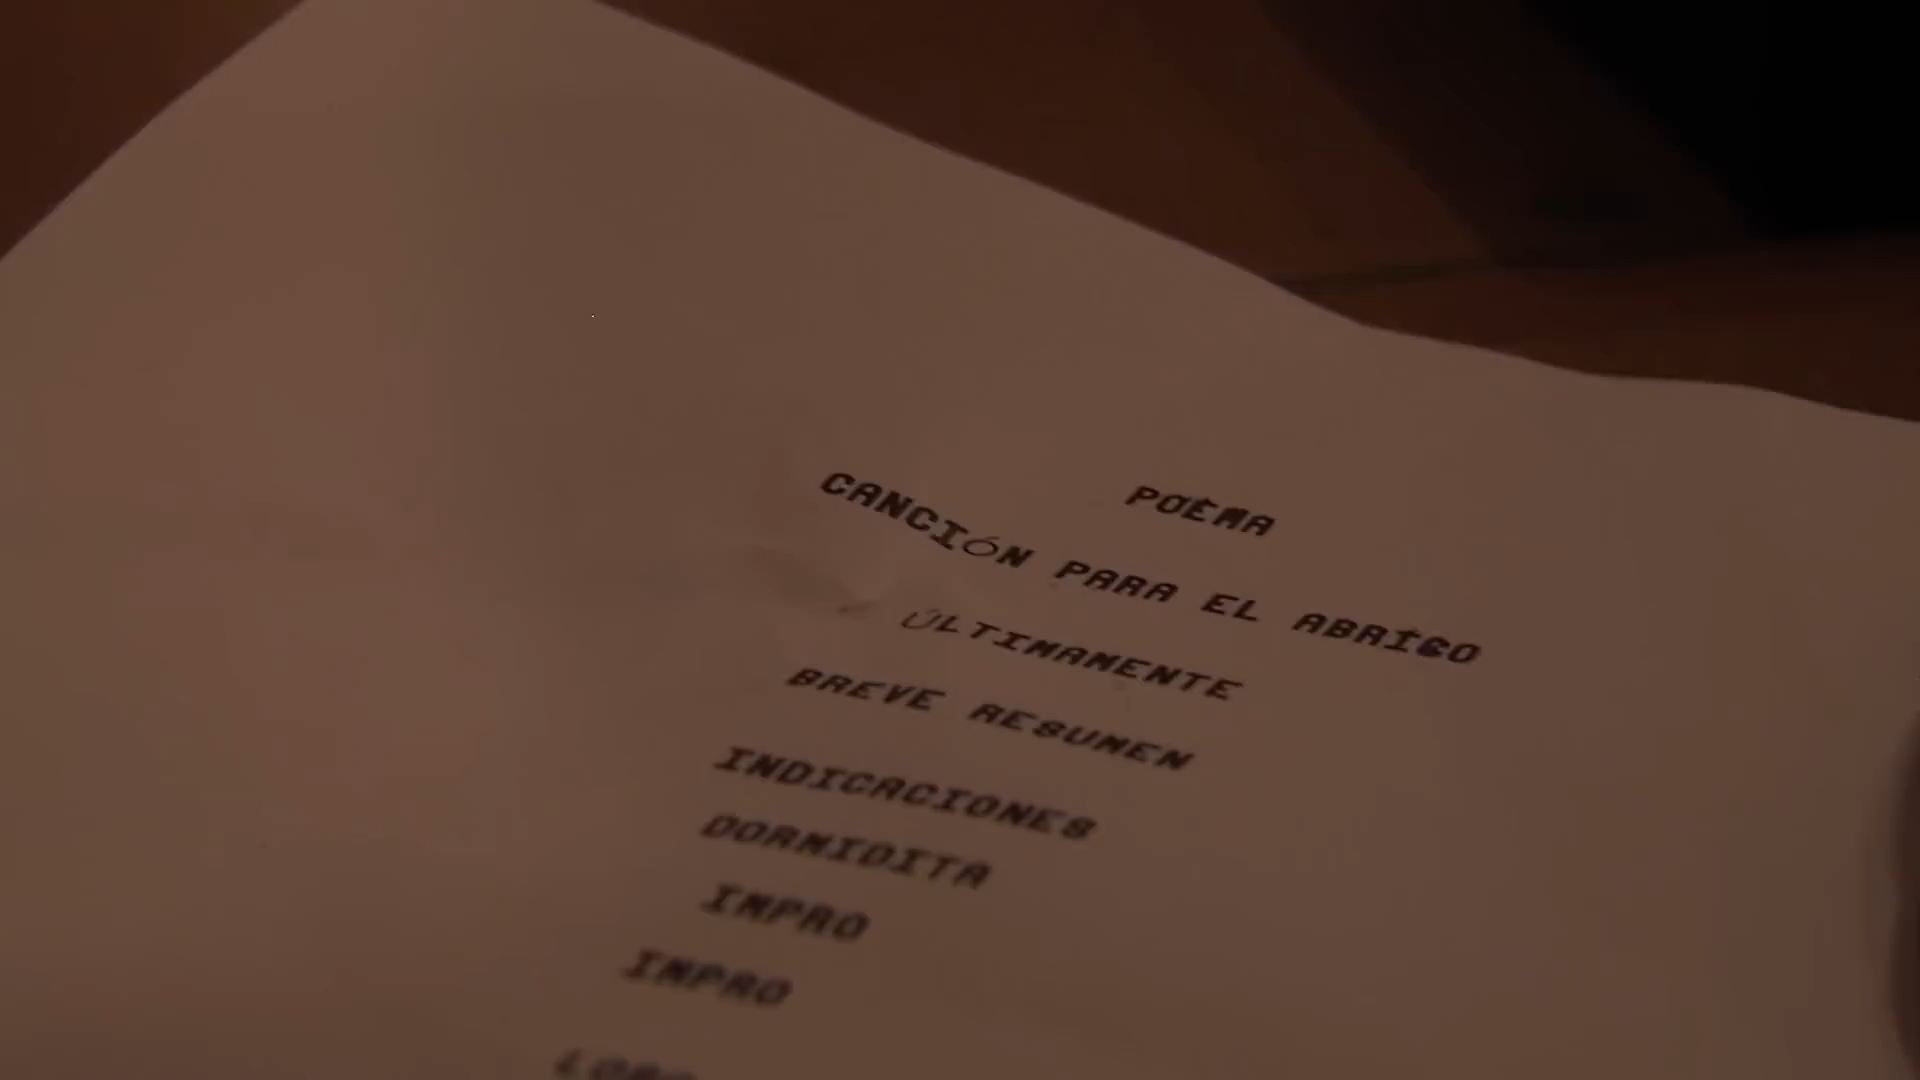 POEMA
CANCIÓN PARA EL ABRIGO
ÚLTIMAMENTE
BREVE RESUMEN
INDICACIONES
DORMIDITA
IMPRO
IMPRO